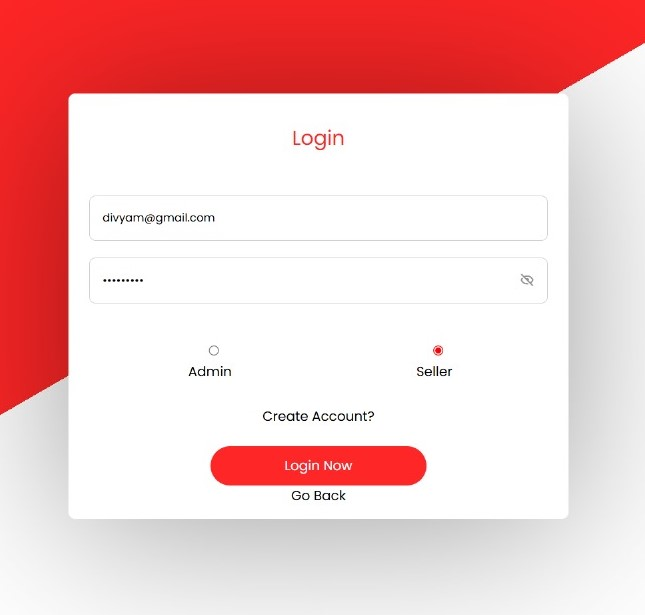 Login
divyam@gmail.com
•••••••••
Admin Seller
Create Account?
Login Now
Go Back